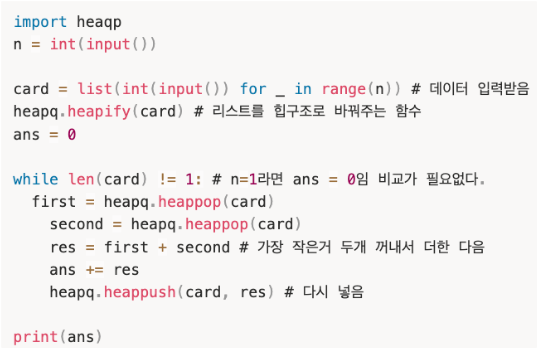 import heaqp
n = int(input())
card = list(int(input()) for _ in range(n)) # 데이터 입력받음
heapq.heapify(card) # 리스트를 힙구조로 바꿔주는 함수
ans = 0
while len(card) != 1: # n=1라면 ans = 0임 비교가 필요없다.
  first = heapq.heappop(card)
    second = heapq.heappop(card)
    res = first + second # 가장 작은거 두개 꺼내서 더한 다음
    ans += res
    heapq.heappush(card, res) # 다시 넣음
print(ans)